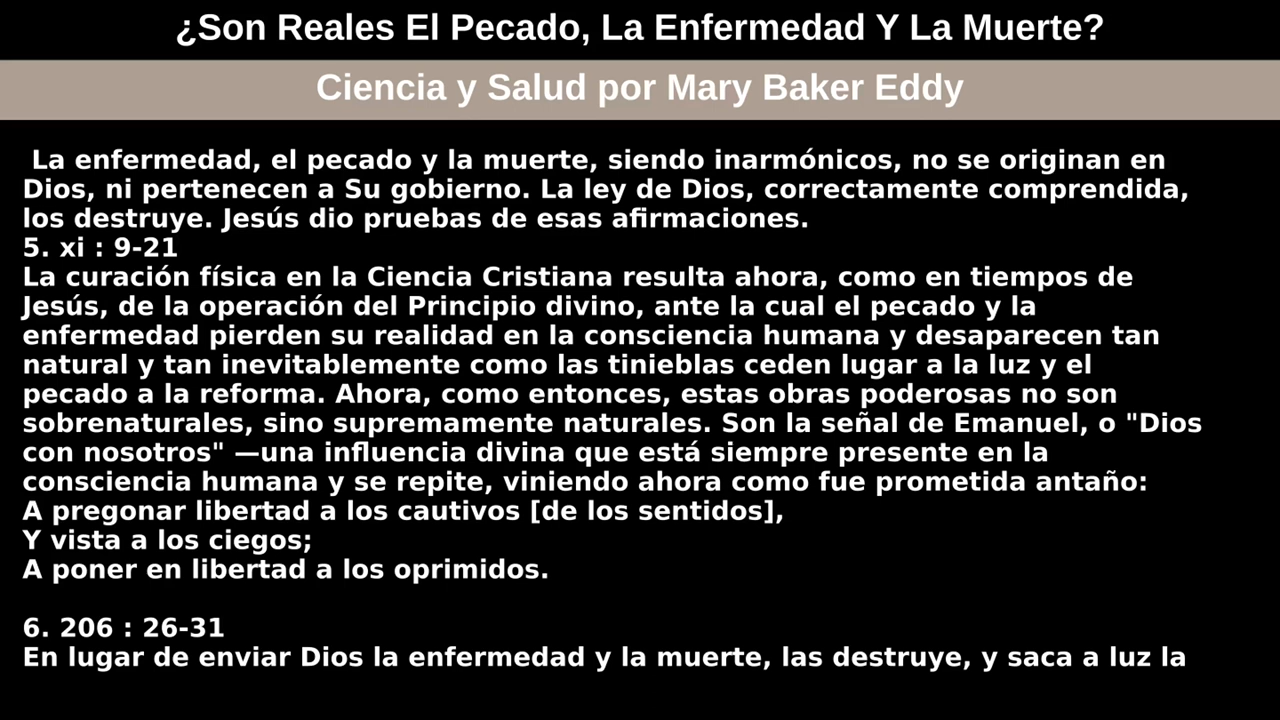 ¿Son Reales El Pecado, La Enfermedad Y La Muerte?
Ciencia y Salud por Mary Baker Eddy
La enfermedad, el pecado y la muerte, siendo inarmónicos, no se originan en
Dios, ni pertenecen a Su gobierno. La ley de Dios, correctamente comprendida,
los destruye. Jesús dio pruebas de esas afirmaciones.
5. xi : 9-21
La curación física en la Ciencia Cristiana resulta ahora, como en tiempos de
Jesús, de la operación del Principio divino, ante la cual el pecado y la
enfermedad pierden su realidad en la consciencia humana y desaparecen tan
natural y tan inevitablemente como las tinieblas ceden lugar a la luz y el
pecado a la reforma. Ahora, como entonces, estas obras poderosas no son
sobrenaturales, sino supremamente naturales. Son la señal de Emanuel, o "Dios
con nosotros" —una influencia divina que está siempre presente en la
consciencia humana y se repite, viniendo ahora como fue prometida antaño:
A pregonar libertad a los cautivos [de los sentidos],
Y vista a los ciegos;
A poner en libertad a los oprimidos.
6. 206 : 26-31
En lugar de enviar Dios la enfermedad y la muerte, las destruye, y saca a luz la